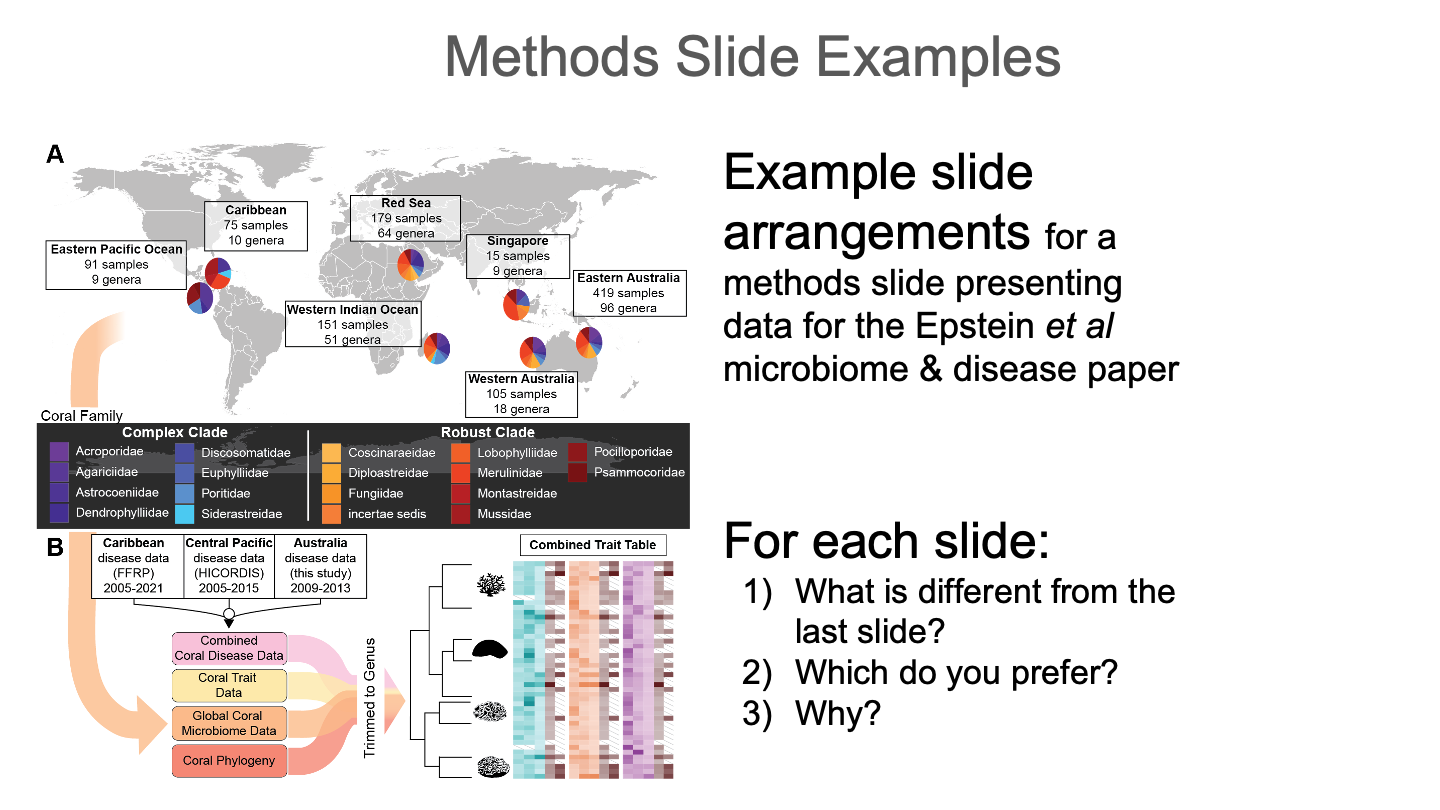 Methods Slide Examples
A
Caribbean
75 samples
10 genera
Red Sea
179 samples
64 genera
Eastern Pacific Ocean
91 samples
9 genera
Singapore
15 samples
9 genera
Eastern Australia
419 samples
96 genera
Western Indian Ocean
151 samples
51 genera
Western Australia
105 samples
18 genera
Coral Family
Complex Clade
Acroporidae
Agariciidae
Astrocoeniidae
Dendrophylliidae
Discosomatidae
Euphylliidae
Poritidae
Siderastreidae
Robust Clade
Coscinaraeidae
Diploastreidae
Fungiidae
incertae sedis
Lobophylliidae
Merulinidae
Montastreidae
Mussidae
Pocilloporidae
Psammocoridae
B
Caribbean
disease data
(FFRP)
2005-2021
Central Pacific
disease data
(HICORDIS)
2005-2015
Australia
disease data
(this study)
2009-2013
Combined
Coral Disease Data
Coral Trait
Data
Global Coral
Microbiome Data
Coral Phylogeny
Trimmed to Genus
Combined Trait Table
Example slide
arrangements for a
methods slide presenting
data for the Epstein et al
microbiome & disease paper
For each slide:
1) What is different from the
last slide?
2) Which do you prefer?
3) Why?